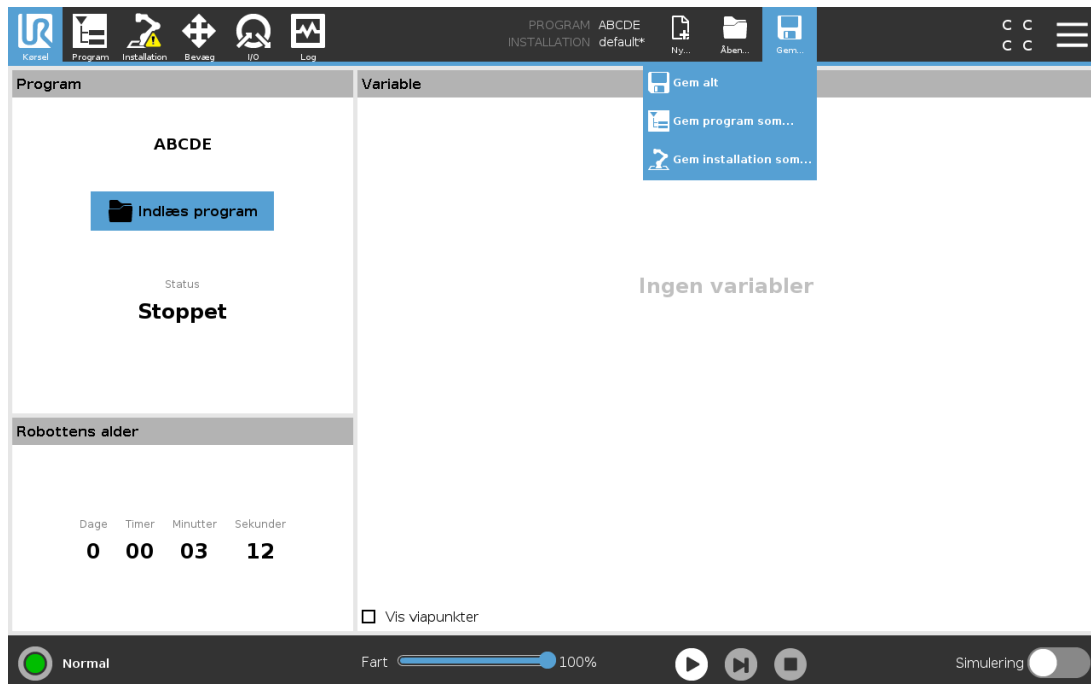 PROGRAM ABCDE
INSTALLATION default*
Kørsel
Program
Installation
Bevæg
I/O
Log
Ny...
Åben...
Gem...
C C
C C
Gem alt
Gem program som...
Gem installation som...
Program
ABCDE
Indlæs program
Status
Stoppet
Variable
Ingen variabler
Robottens alder
Dage Timer Minutter Sekunder
0 00 03 12
Vis viapunkter
Normal
Fart 100%
Simulering